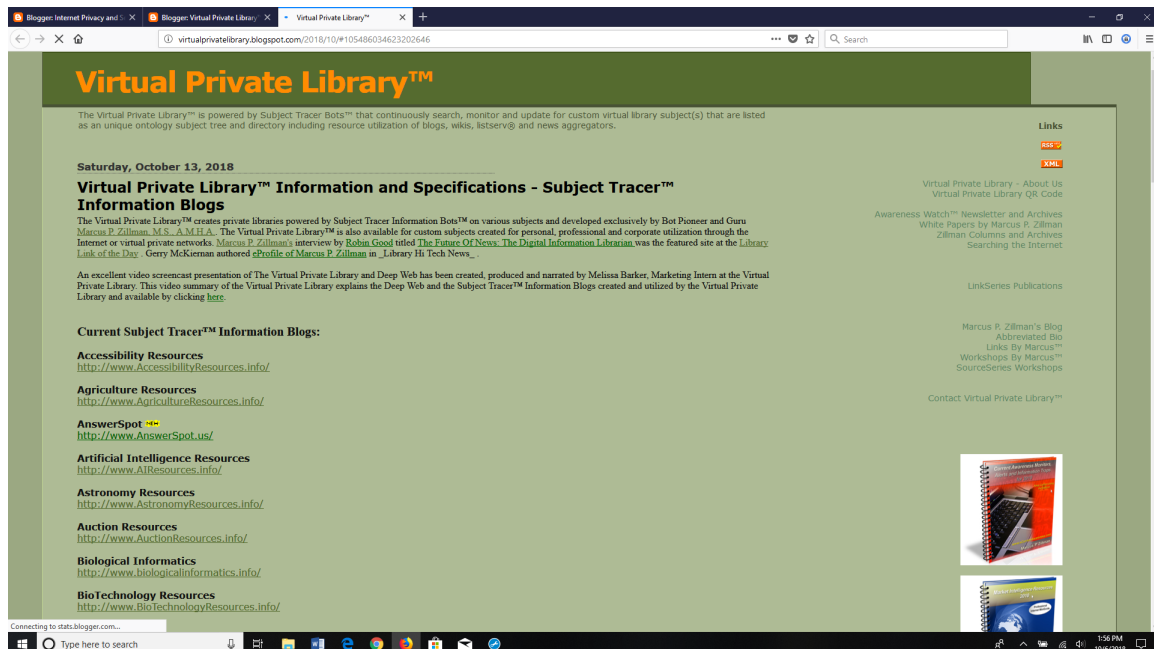 Blogger: Internet Privacy and S
Blogger: Virtual Private Library™
Virtual Private Library™
virtualprivatelibrary.blogspot.com/2018/10/#105486034623202646
Search
Virtual Private Library™
The Virtual Private Library™ is powered by Subject Tracer Bots™ that continuously search, monitor and update for custom virtual library subject(s) that are listed
as an unique ontology subject tree and directory including resource utilization of blogs, wikis, listserv® and news aggregators.
Saturday, October 13, 2018
Virtual Private Library™ Information and Specifications - Subject Tracer™
Information Blogs
The Virtual Private Library™ creates private libraries powered by Subject Tracer Information Bots™ on various subjects and developed exclusively by Bot Pioneer and Guru
Marcus P. Zillman, M.S., A.M.H.A.. The Virtual Private Library™ is also available for custom subjects created for personal, professional and corporate utilization through the
Internet or virtual private networks. Marcus P. Zillman's interview by Robin Good titled The Future Of News: The Digital Information Librarian was the featured site at the Library
Link of the Day . Gerry McKiernan authored eProfile of Marcus P. Zillman in _Library Hi Tech News_ .
An excellent video screencast presentation of The Virtual Private Library and Deep Web has been created, produced and narrated by Melissa Barker, Marketing Intern at the Virtual
Private Library. This video summary of the Virtual Private Library explains the Deep Web and the Subject Tracer™ Information Blogs created and utilized by the Virtual Private
Library and available by clicking here.
Current Subject Tracer™ Information Blogs:
Accessibility Resources
http://www.AccessibilityResources.info/
Agriculture Resources
http://www.AgricultureResources.info/
AnswerSpot NEW
http://www.AnswerSpot.us/
Artificial Intelligence Resources
http://www.AIResources.info/
Astronomy Resources
http://www.AstronomyResources.info/
Auction Resources
http://www.AuctionResources.info/
Biological Informatics
http://www.biologicalinformatics.info/
BioTechnology Resources
http://www.BioTechnologyResources.info/
Links
RSS
XML
Virtual Private Library - About Us
Virtual Private Library QR Code
Awareness Watch™ Newsletter and Archives
White Papers by Marcus P. Zillman
Zillman Columns and Archives
Searching the Internet
LinkSeries Publications
Marcus P. Zillman's Blog
Abbreviated Bio
Links By Marcus™
Workshops By Marcus™
SourceSeries Workshops
Contact Virtual Private Library™
Connecting to stats.blogger.com...
Type here to search
1:56 PM
10/6/2018